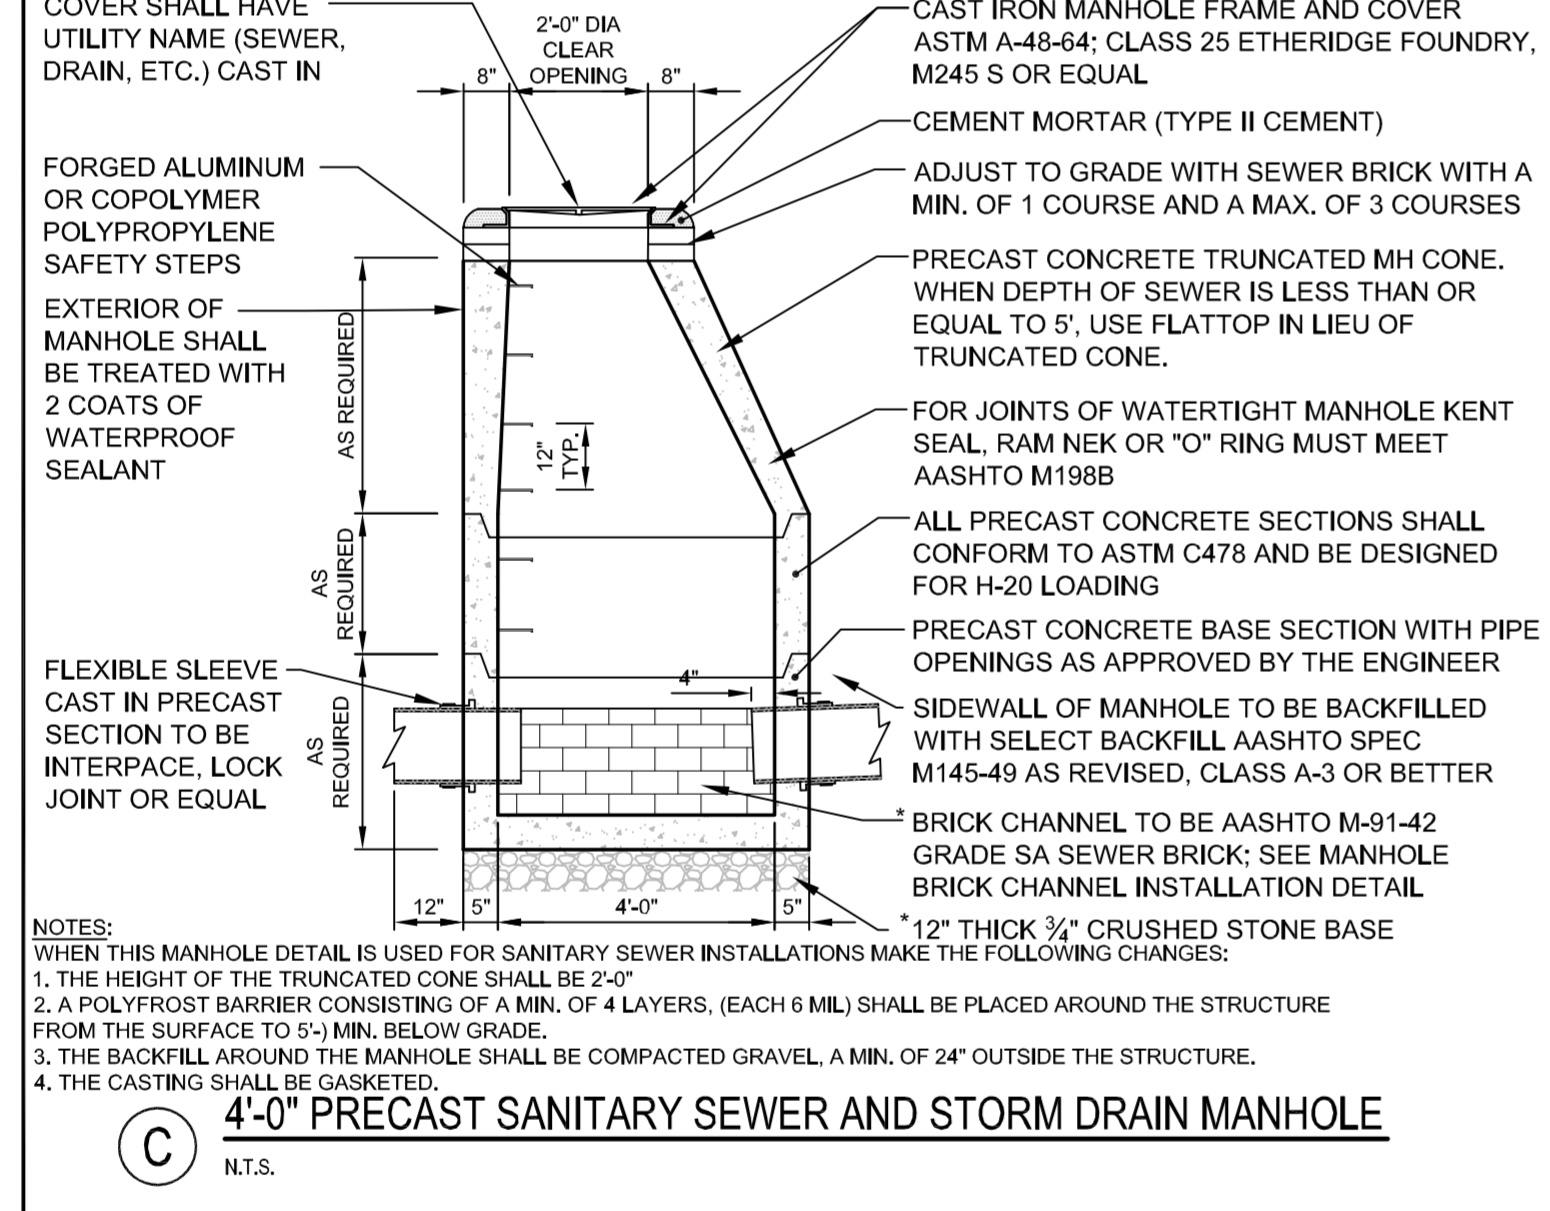 COVER SHALL HAVE
UTILITY NAME (SEWER,
DRAIN, ETC.) CAST IN
2'-0" DIA
CLEAR
OPENING
8"
8"
CAST IRON MANHOLE FRAME AND COVER
ASTM A-48-64; CLASS 25 ETHERIDGE FOUNDRY,
M245 S OR EQUAL
CEMENT MORTAR (TYPE II CEMENT)
ADJUST TO GRADE WITH SEWER BRICK WITH A
MIN. OF 1 COURSE AND A MAX. OF 3 COURSES
FORGED ALUMINUM
OR COPOLYMER
POLYPROPYLENE
SAFETY STEPS
EXTERIOR OF
MANHOLE SHALL
BE TREATED WITH
2 COATS OF
WATERPROOF
SEALANT
PRECAST CONCRETE TRUNCATED MH CONE.
WHEN DEPTH OF SEWER IS LESS THAN OR
EQUAL TO 5', USE FLATTOP IN LIEU OF
TRUNCATED CONE.
AS REQUIRED
12"
TYP.
FOR JOINTS OF WATERTIGHT MANHOLE KENT
SEAL, RAM NEK OR "O" RING MUST MEET
AASHTO M198B
ALL PRECAST CONCRETE SECTIONS SHALL
CONFORM TO ASTM C478 AND BE DESIGNED
FOR H-20 LOADING
AS
REQUIRED
PRECAST CONCRETE BASE SECTION WITH PIPE
OPENINGS AS APPROVED BY THE ENGINEER
FLEXIBLE SLEEVE
CAST IN PRECAST
SECTION TO BE
INTERPACE, LOCK
JOINT OR EQUAL
AS
REQUIRED
4"
SIDEWALL OF MANHOLE TO BE BACKFILLED
WITH SELECT BACKFILL AASHTO SPEC
M145-49 AS REVISED, CLASS A-3 OR BETTER
* BRICK CHANNEL TO BE AASHTO M-91-42
GRADE SA SEWER BRICK; SEE MANHOLE
BRICK CHANNEL INSTALLATION DETAIL
12"
5"
4'-0"
5"
* 12" THICK ¾" CRUSHED STONE BASE
NOTES:
WHEN THIS MANHOLE DETAIL IS USED FOR SANITARY SEWER INSTALLATIONS MAKE THE FOLLOWING CHANGES:
1. THE HEIGHT OF THE TRUNCATED CONE SHALL BE 2'-0"
2. A POLYFROST BARRIER CONSISTING OF A MIN. OF 4 LAYERS, (EACH 6 MIL) SHALL BE PLACED AROUND THE STRUCTURE
FROM THE SURFACE TO 5'-) MIN. BELOW GRADE.
3. THE BACKFILL AROUND THE MANHOLE SHALL BE COMPACTED GRAVEL, A MIN. OF 24" OUTSIDE THE STRUCTURE.
4. THE CASTING SHALL BE GASKETED.
C
4'-0" PRECAST SANITARY SEWER AND STORM DRAIN MANHOLE
N.T.S.